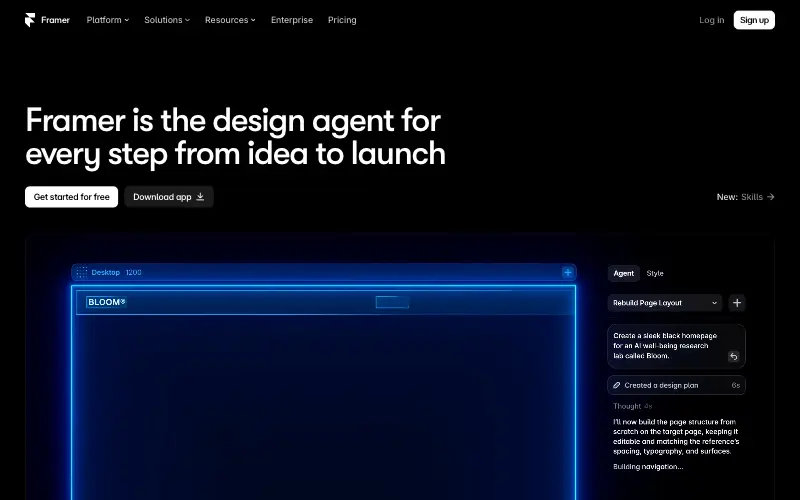 Framer
Platform
Solutions
Resources
Enterprise
Pricing
Log in
Sign up
Framer is the design agent for
every step from idea to launch
Get started for free
Download app
New: Skills
Desktop 1200
BLOOM®
Agent
Style
Rebuild Page Layout
Create a sleek black homepage
for an AI well-being research
lab called Bloom.
Created a design plan
6s
Thought 4s
I'll now build the page structure from
scratch on the target page, keeping it
editable and matching the reference's
spacing, typography, and surfaces.
Building navigation...